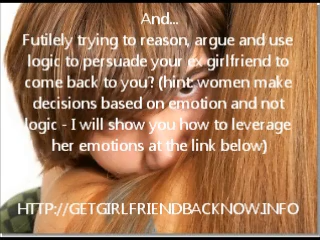 And...
Futilely trying to reason, argue and use
logic to persuade your ex girlfriend to
come back to you? (hint: women make
decisions based on emotion and not
logic - I will show you how to leverage
her emotions at the link below)
HTTP://GETGIRLFRIENDBACKNOW.INFO